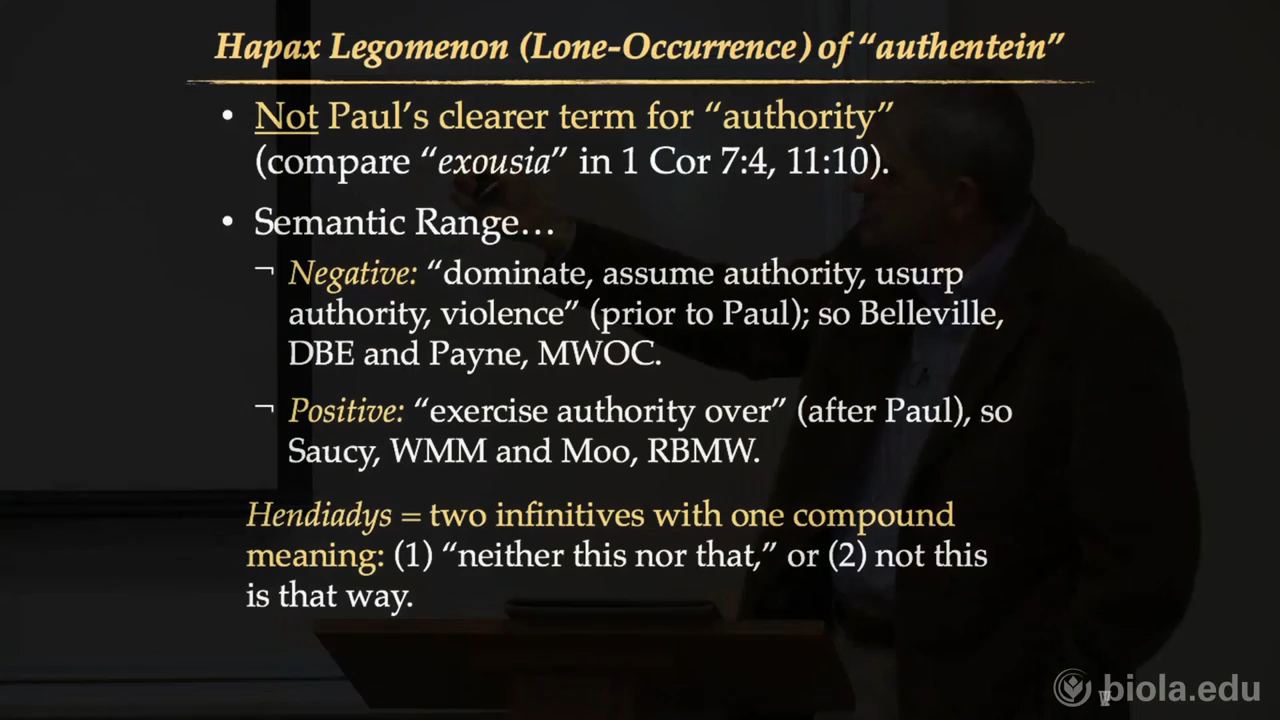 Hapax Legomenon (Lone-Occurrence) of “authentein”
• Not Paul’s clearer term for “authority”
(compare “exousia” in 1 Cor 7:4, 11:10).
• Semantic Range…
¬ Negative: “dominate, assume authority, usurp
authority, violence” (prior to Paul); so Belleville,
DBE and Payne, MWOC.
¬ Positive: “exercise authority over” (after Paul), so
Saucy, WMM and Moo, RBMW.
Hendiadys = two infinitives with one compound
meaning: (1) “neither this nor that,” or (2) not this
is that way.
biola.edu